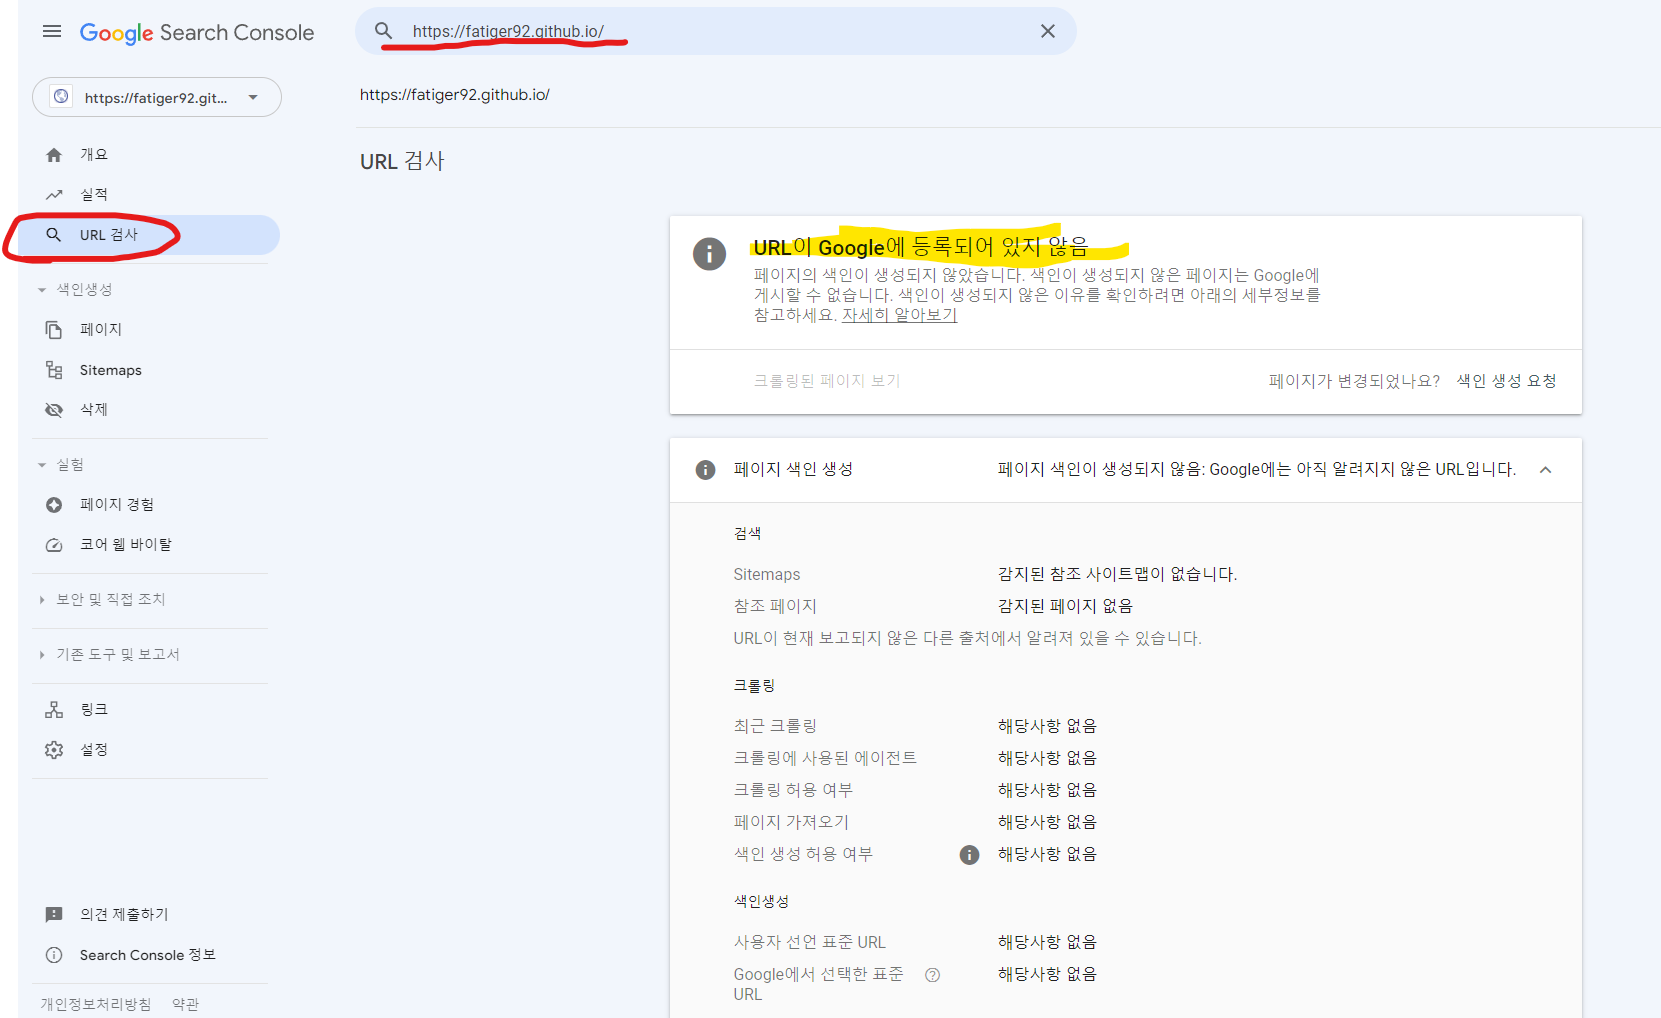 Google Search Console
https://fatiger92.github.io/
https://fatiger92.git...
https://fatiger92.github.io/
개요
실적
URL 검사
색인생성
페이지
Sitemaps
삭제
실험
페이지 경험
코어 웹 바이탈
보안 및 직접 조치
기존 도구 및 보고서
링크
설정
의견 제출하기
Search Console 정보
개인정보처리방침 약관
URL 검사
URL이 Google에 등록되어 있지 않음
페이지의 색인이 생성되지 않았습니다. 색인이 생성되지 않은 페이지는 Google에
게시할 수 없습니다. 색인이 생성되지 않은 이유를 확인하려면 아래의 세부정보를
참고하세요. 자세히 알아보기
크롤링된 페이지 보기
페이지가 변경되었나요? 색인 생성 요청
페이지 색인 생성 페이지 색인이 생성되지 않음: Google에는 아직 알려지지 않은 URL입니다.
검색
Sitemaps 감지된 참조 사이트맵이 없습니다.
참조 페이지 감지된 페이지 없음
URL이 현재 보고되지 않은 다른 출처에서 알려져 있을 수 있습니다.
크롤링
최근 크롤링 해당사항 없음
크롤링에 사용된 에이전트 해당사항 없음
크롤링 허용 여부 해당사항 없음
페이지 가져오기 해당사항 없음
색인 생성 허용 여부 해당사항 없음
색인생성
사용자 선언 표준 URL 해당사항 없음
Google에서 선택한 표준 해당사항 없음
URL